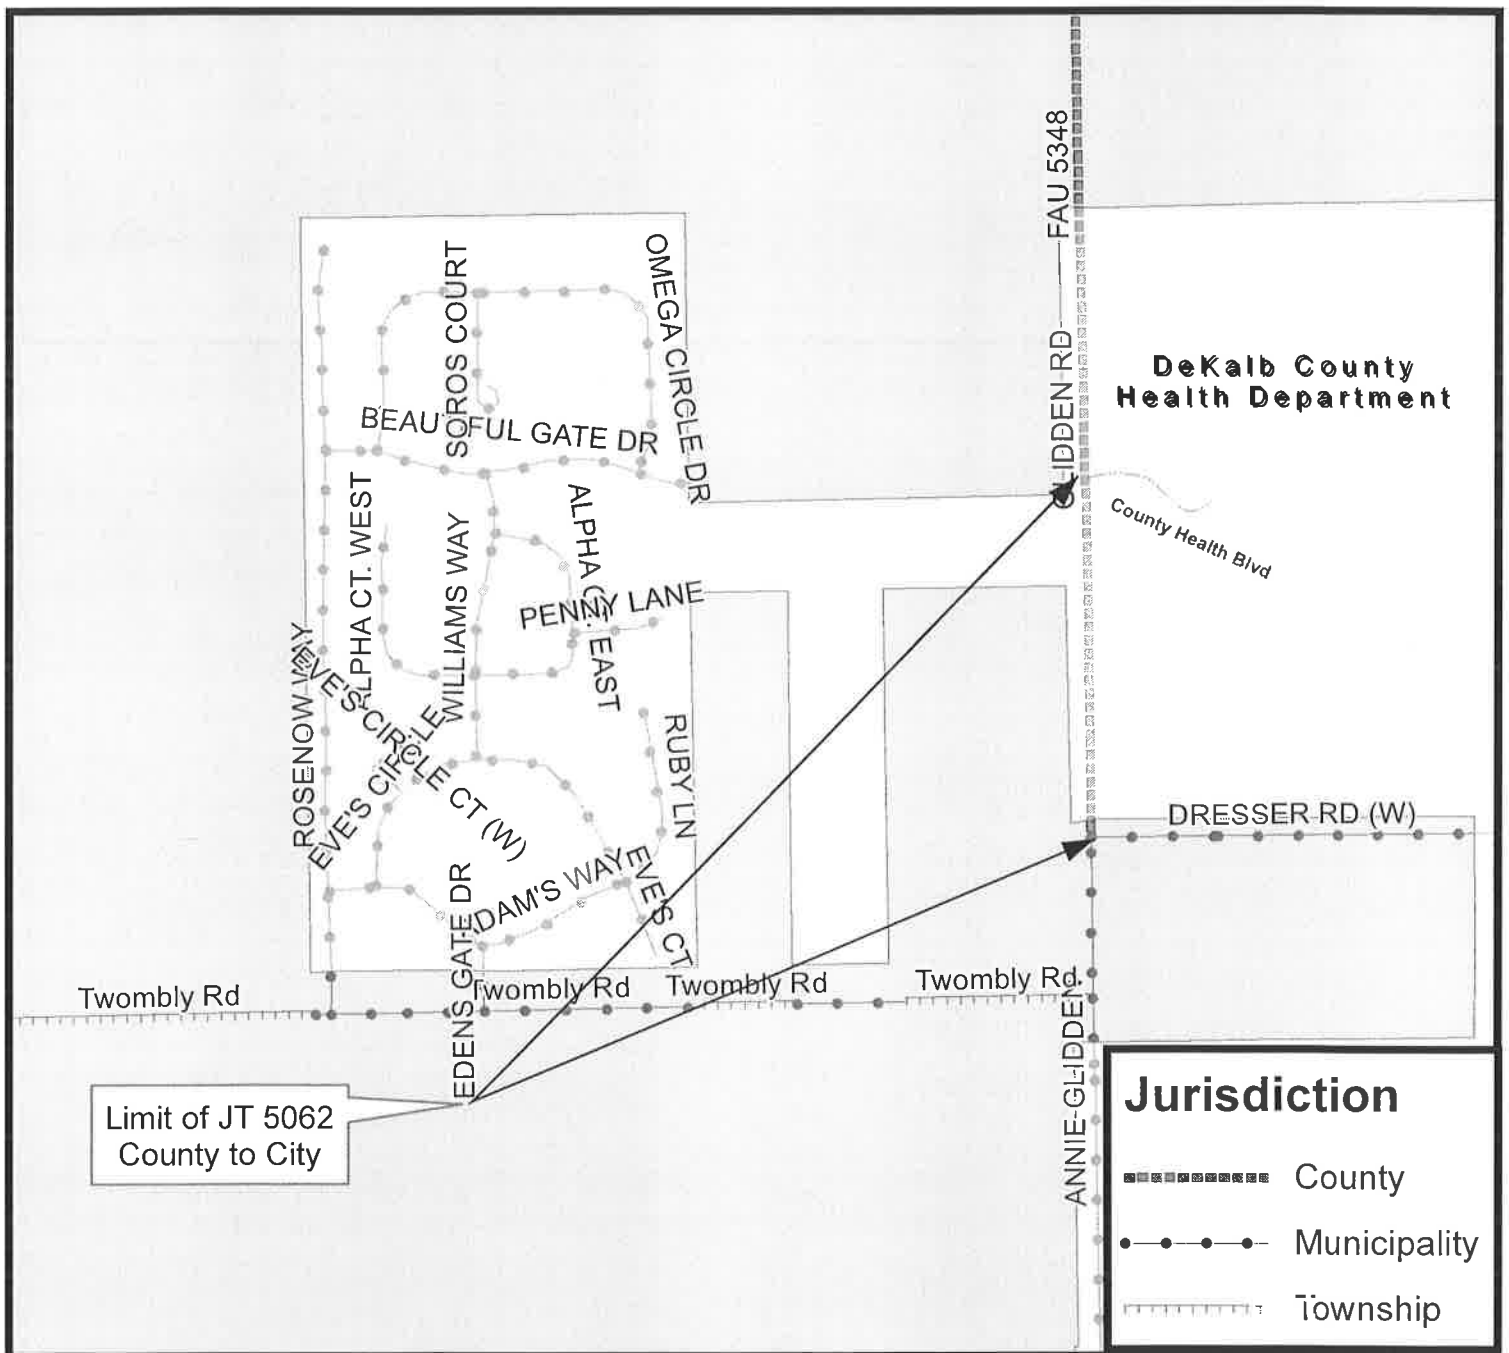 FAU 5348
OMEGA CIRCLE DR
SOROS COURT
DeKalb County
Health Department
BEAU FUL GATE DR
N IDDEN RD
County Health Blvd
ALPHA CT. WEST
WILLIAMS WAY
ALPHA C . EAST
PENNY LANE
ROSENOW WAY
EVE'S CIRCLE CT (W)
EVE'S CIRCLE
RUBY LN
DRESSER RD (W)
DAM'S WAY
EVE'S CT
EDENS GATE DR
Twombly Rd
Twombly Rd
Twombly Rd
Twombly Rd
ANNIE GLIDDEN
Limit of JT 5062
County to City
Jurisdiction
County
Municipality
Township